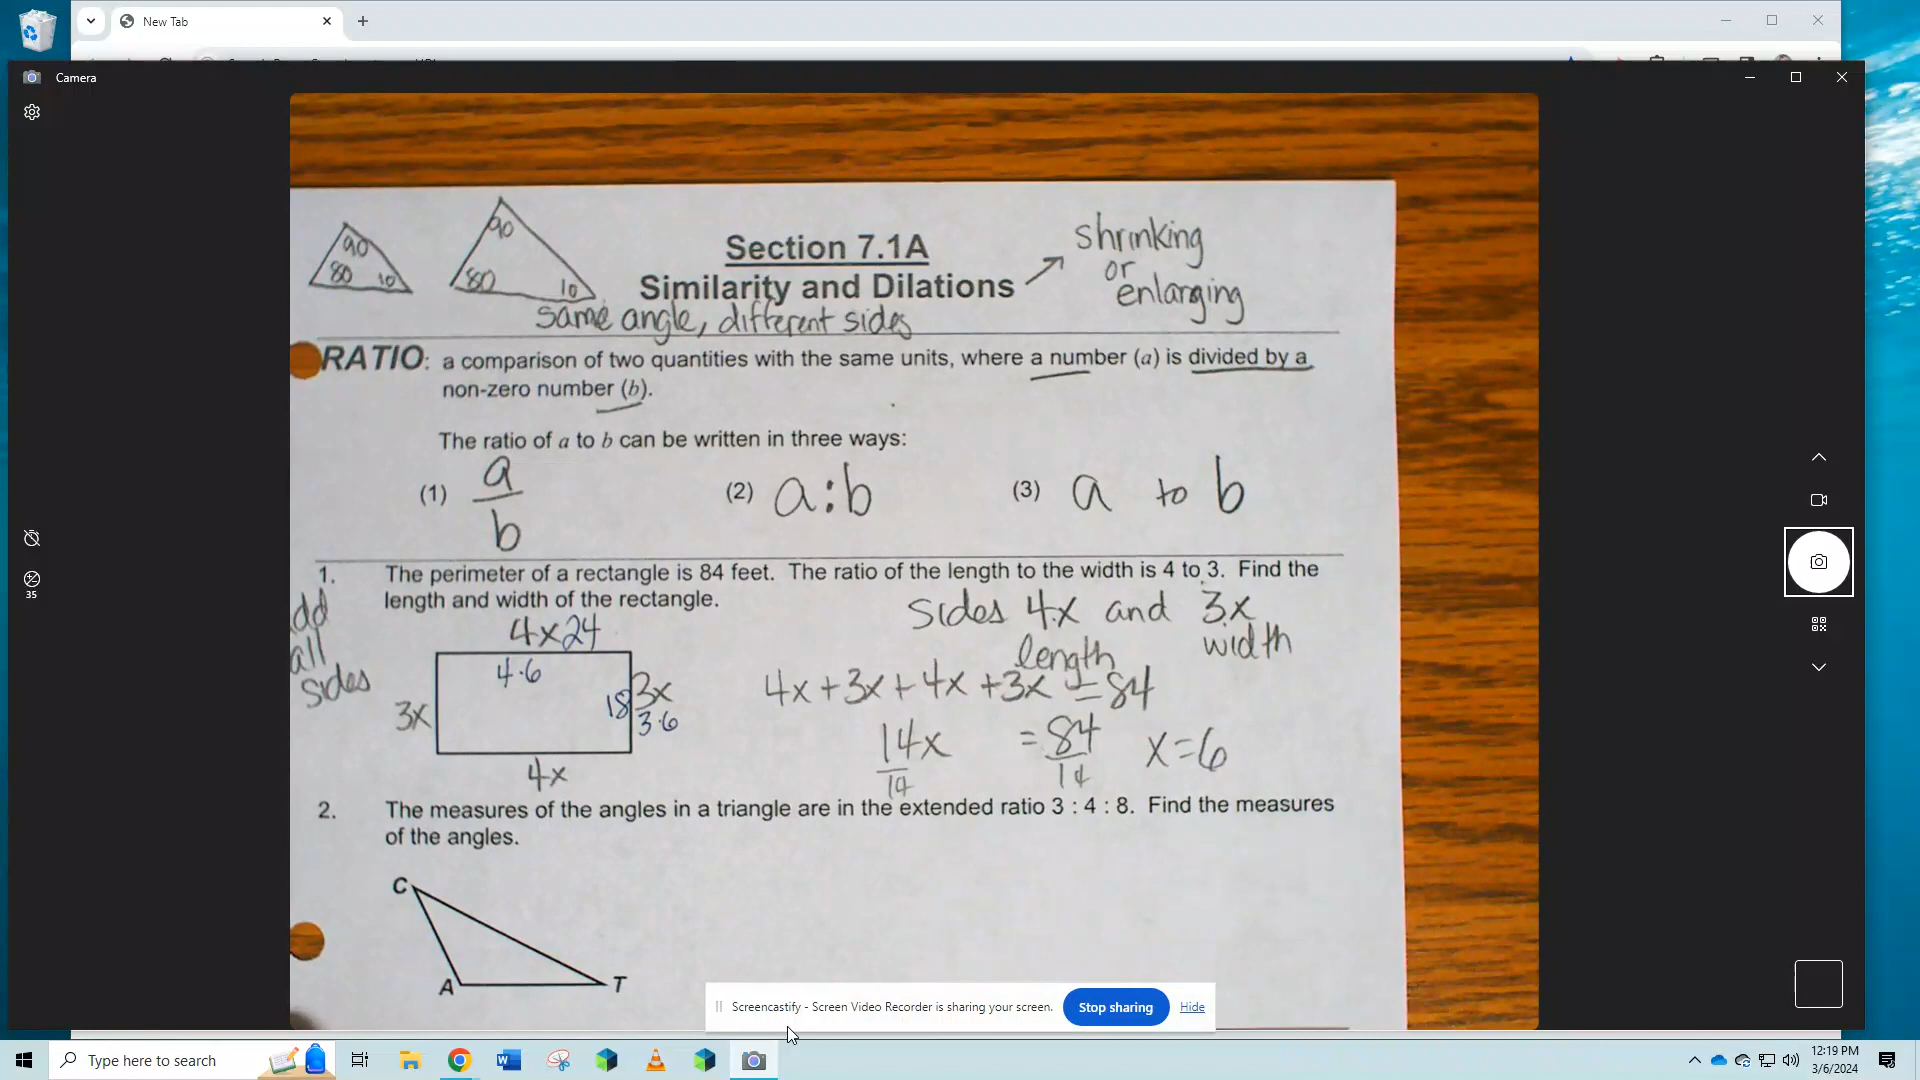 New Tab
Camera
90
80 10
90
80 10
Section 7.1A
Similarity and Dilations
shrinking
or
enlarging
same angle, different sides
RATIO: a comparison of two quantities with the same units, where a number (a) is divided by a
non-zero number (b).
The ratio of a to b can be written in three ways:
(1) a/b (2) a:b (3) a to b
1. The perimeter of a rectangle is 84 feet. The ratio of the length to the width is 4 to 3. Find the
length and width of the rectangle.
sides 4x and 3x
length width
all
sides
4x 24
4·6
3x
18 3x
3·6
4x
4x + 3x + 4x + 3x = 84
14x = 84 x = 6
14 14
2. The measures of the angles in a triangle are in the extended ratio 3 : 4 : 8. Find the measures
of the angles.
C
A T
35
Screencastify - Screen Video Recorder is sharing your screen. Stop sharing Hide
Type here to search
12:19 PM
3/6/2024